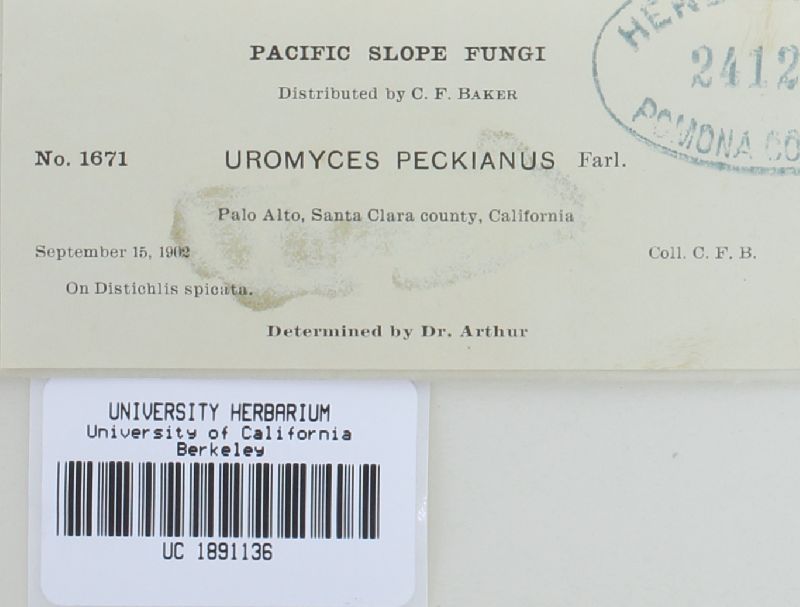 PACIFIC SLOPE FUNGI
Distributed by C. F. BAKER
2412
POMONA CO
No. 1671 UROMYCES PECKIANUS Farl.
Palo Alto, Santa Clara county, California
September 15, 1902 Coll. C. F. B.
On Distichlis spicata.
Determined by Dr. Arthur
UNIVERSITY HERBARIUM
University of California
Berkeley
UC 1891136